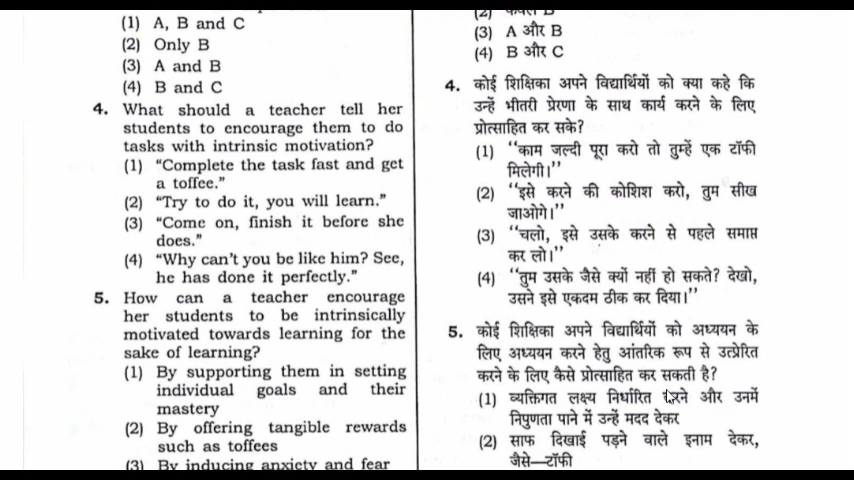 (1) A, B and C
(2) Only B
(3) A and B
(4) B and C
4. What should a teacher tell her
students to encourage them to do
tasks with intrinsic motivation?
(1) “Complete the task fast and get
a toffee.”
(2) “Try to do it, you will learn.”
(3) “Come on, finish it before she
does.”
(4) “Why can’t you be like him? See,
he has done it perfectly.”
5. How can a teacher encourage
her students to be intrinsically
motivated towards learning for the
sake of learning?
(1) By supporting them in setting
individual goals and their
mastery
(2) By offering tangible rewards
such as toffees
(3) By inducing anxiety and fear
(2) केवल B
(3) A और B
(4) B और C
4. कोई शिक्षिका अपने विद्यार्थियों को क्या कहे कि
उन्हें भीतरी प्रेरणा के साथ कार्य करने के लिए
प्रोत्साहित कर सके?
(1) “काम जल्दी पूरा करो तो तुम्हें एक टॉफी
मिलेगी।”
(2) “इसे करने की कोशिश करो, तुम सीख
जाओगे।”
(3) “चलो, इसे उसके करने से पहले समाप्त
कर लो।”
(4) “तुम उसके जैसे क्यों नहीं हो सकते? देखो,
उसने इसे एकदम ठीक कर दिया।”
5. कोई शिक्षिका अपने विद्यार्थियों को अध्ययन के
लिए अध्ययन करने हेतु आंतरिक रूप से उत्प्रेरित
करने के लिए कैसे प्रोत्साहित कर सकती है?
(1) व्यक्तिगत लक्ष्य निर्धारित करने और उनमें
निपुणता पाने में उन्हें मदद देकर
(2) साफ दिखाई पड़ने वाले इनाम देकर,
जैसे—टॉफी